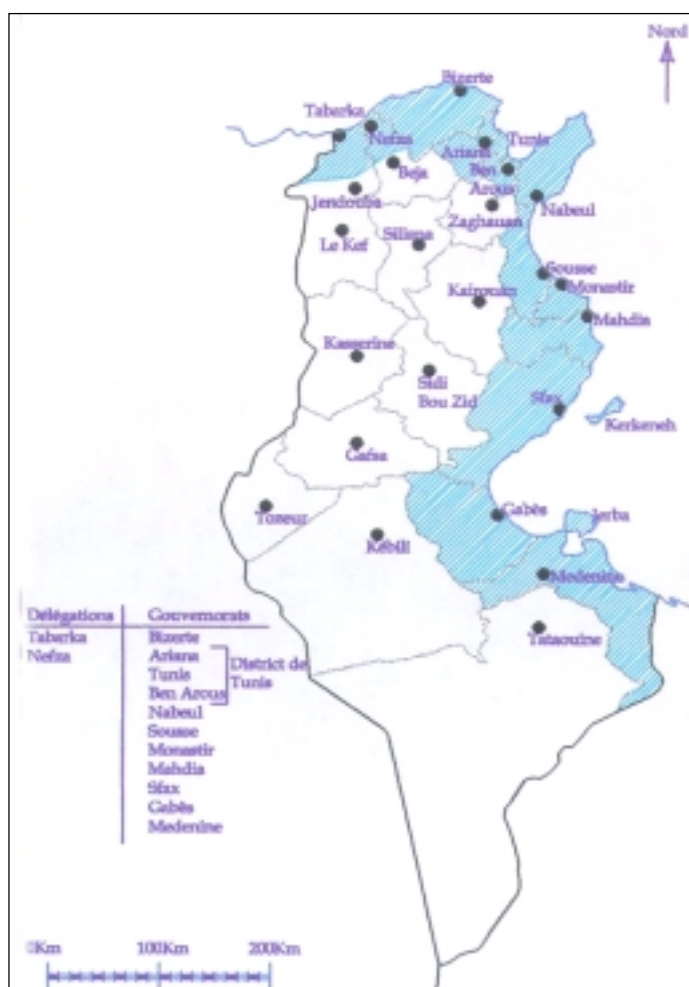 Nord
Bizerte
Tabarka
Nefza
Tunis
Ariana
Beja
Ben
Arous
Jendouba
Nabeul
Zaghauan
Le Kef
Siliana
Sousse
Monastir
Kairouan
Mahdia
Kasserine
Sidi
Bou Zid
Sfax
Kerkeneh
Gafsa
Tozeur
Gabès
Jerba
Kébili
Medenine
Tataouine
Délégations Gouvernorats
Tabarka Bizerte
Nefza Ariana
District de
Tunis
Tunis
Ben Arous
Nabeul
Sousse
Monastir
Mahdia
Sfax
Gabès
Medenine
0Km 100Km 200Km